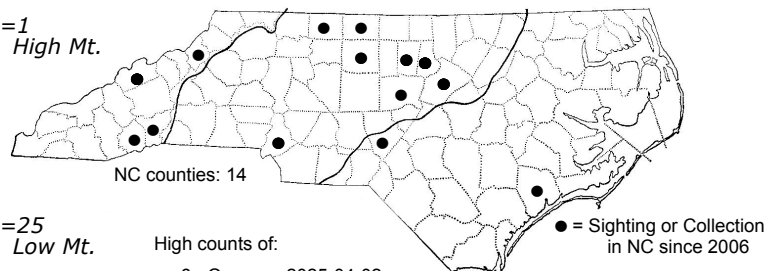 =1
High Mt.
NC counties: 14
=25
Low Mt.
High counts of:
● = Sighting or Collection
in NC since 2006